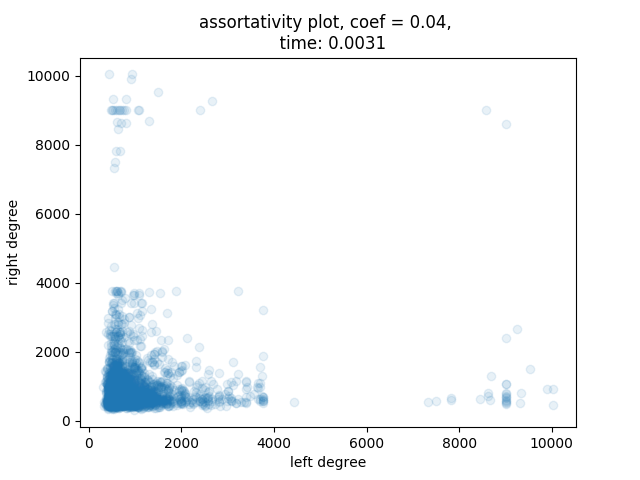 assortativity plot, coef = 0.04,
time: 0.0031
10000
8000
6000
4000
2000
0
right degree
0 2000 4000 6000 8000 10000
left degree